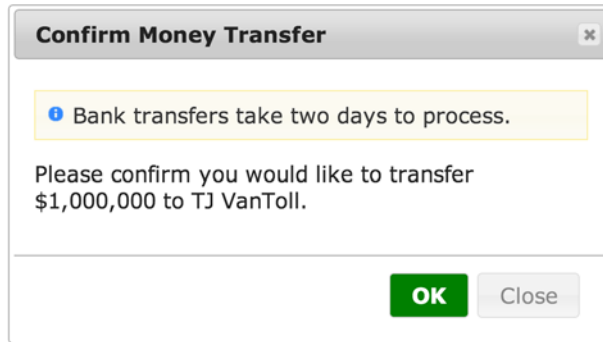 Confirm Money Transfer
Bank transfers take two days to process.
Please confirm you would like to transfer
$1,000,000 to TJ VanToll.
OK Close